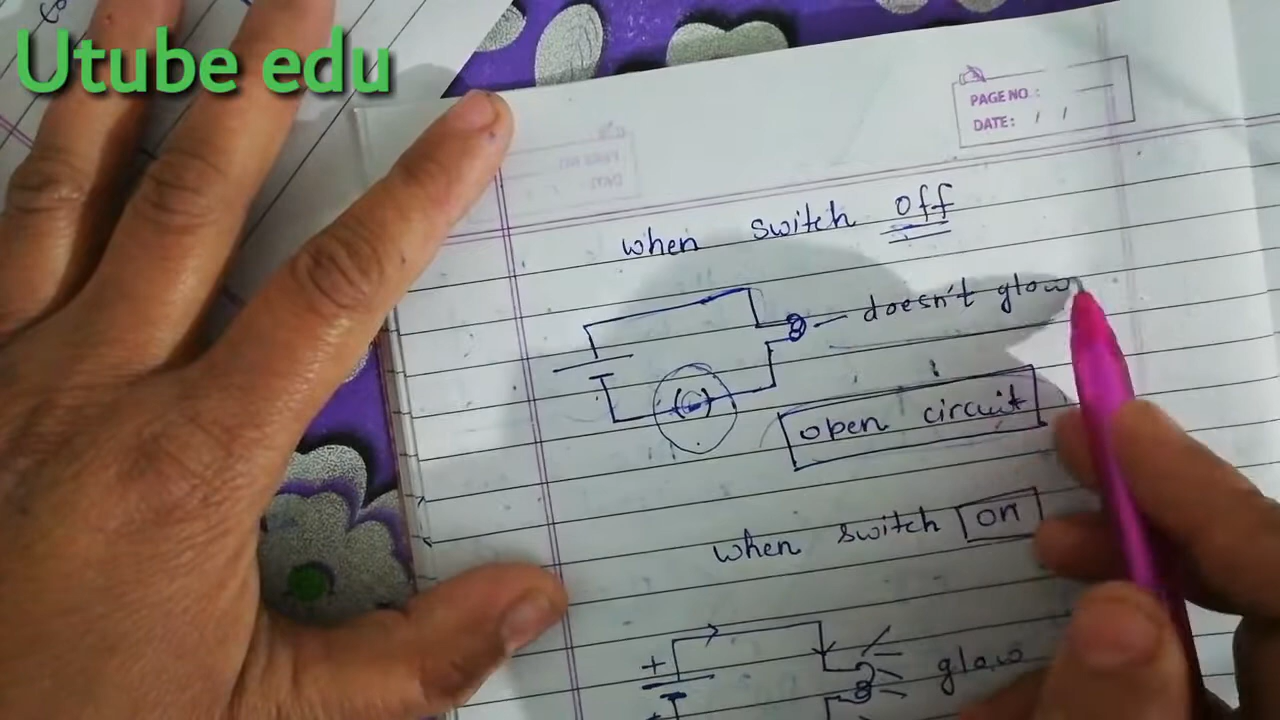 Utube edu
PAGE NO.:
DATE: / /
when switch off
doesn't glow
open circuit
when switch on
+
glow